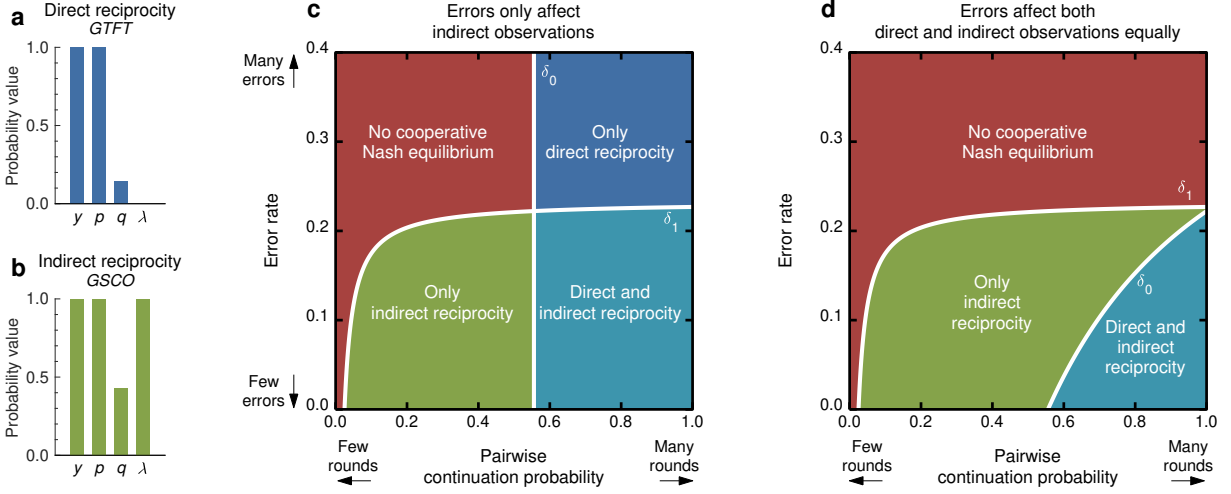 a
Direct reciprocity
GTFT
Probability value
1.0
0.5
0.0
y p q λ
b
Indirect reciprocity
GSCO
Probability value
1.0
0.5
0.0
y p q λ
c
Errors only affect
indirect observations
Many
errors
Few
errors
Error rate
0.4
0.3
0.2
0.1
0.0
δ0
No cooperative
Nash equilibrium
Only
direct reciprocity
δ1
Only
indirect reciprocity
Direct and
indirect reciprocity
0.0 0.2 0.4 0.6 0.8 1.0
Few
rounds
Pairwise
continuation probability
Many
rounds
d
Errors affect both
direct and indirect observations equally
Error rate
0.4
0.3
0.2
0.1
0.0
No cooperative
Nash equilibrium
δ1
Only
indirect
reciprocity
δ0
Direct and
indirect
reciprocity
0.0 0.2 0.4 0.6 0.8 1.0
Few
rounds
Pairwise
continuation probability
Many
rounds